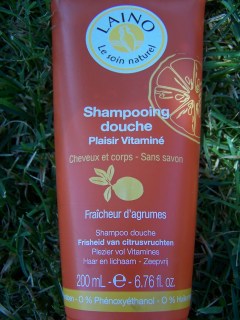 LAINO
Le soin naturel
Shampooing
douche
Plaisir Vitaminé
Cheveux et corps - Sans savon
Fraîcheur d'agrumes
Shampoo douche
Frisheid van citrusvruchten
Plezier vol Vitamines
Haar en lichaam - Zeepvrij
200 mL - e - 6.76 fl. oz.
0 % Phénoxyéthanol - 0 %